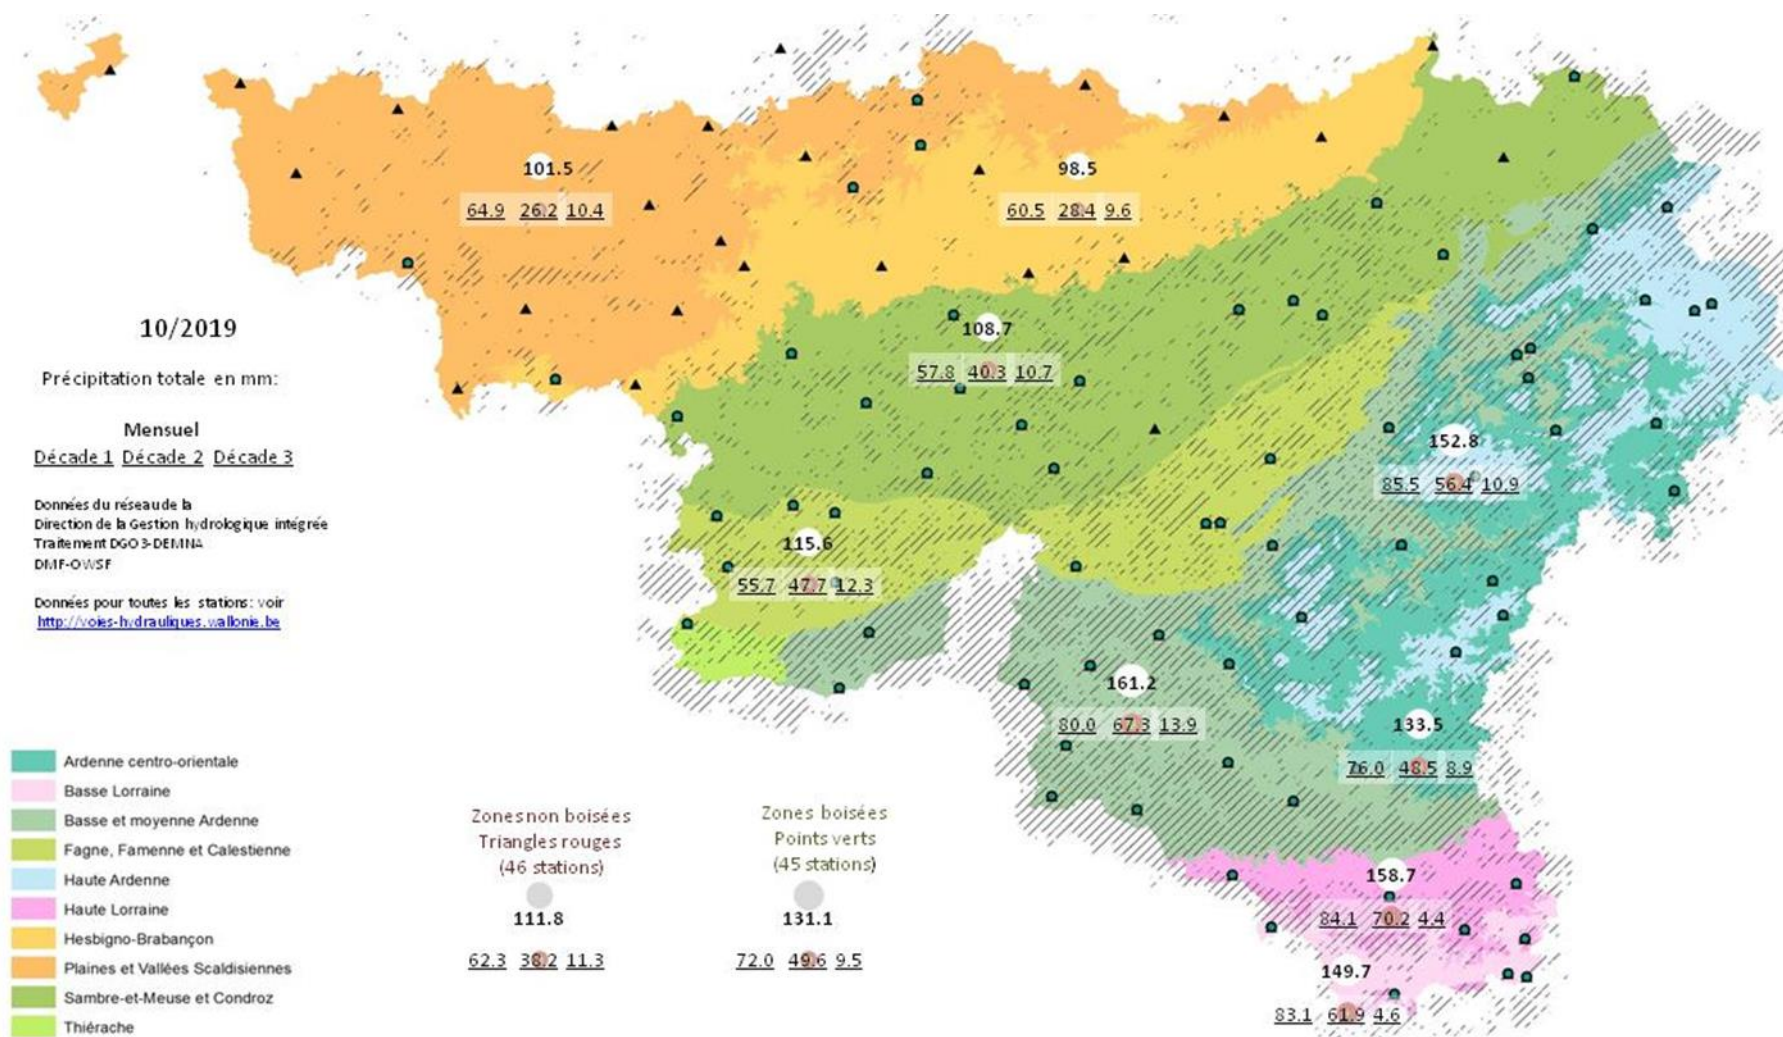 101.5
98.5
64.9 26.2 10.4
60.5 28.4 9.6
10/2019
108.7
Précipitation totale en mm:
57.8 40.3 10.7
Mensuel
Décade 1 Décade 2 Décade 3
152.8
85.5 56.4 10.9
Données du réseau de la
Direction de la Gestion hydrologique intégrée
Traitement DGO3-DEMNA
DMF-OWSF
115.6
55.7 47.7 12.3
Données pour toutes les stations: voir
http://voies-hydrauliques.wallonie.be
161.2
80.0 67.3 13.9
133.5
76.0 48.5 8.9
Ardenne centro-orientale
Basse Lorraine
Basse et moyenne Ardenne
Fagne, Famenne et Calestienne
Haute Ardenne
Haute Lorraine
Hesbigno-Brabançon
Plaines et Vallées Scaldisiennes
Sambre-et-Meuse et Condroz
Thiérache
Zones non boisées
Triangles rouges
(46 stations)
111.8
62.3 38.2 11.3
Zones boisées
Points verts
(45 stations)
131.1
72.0 49.6 9.5
158.7
84.1 70.2 4.4
149.7
83.1 61.9 4.6